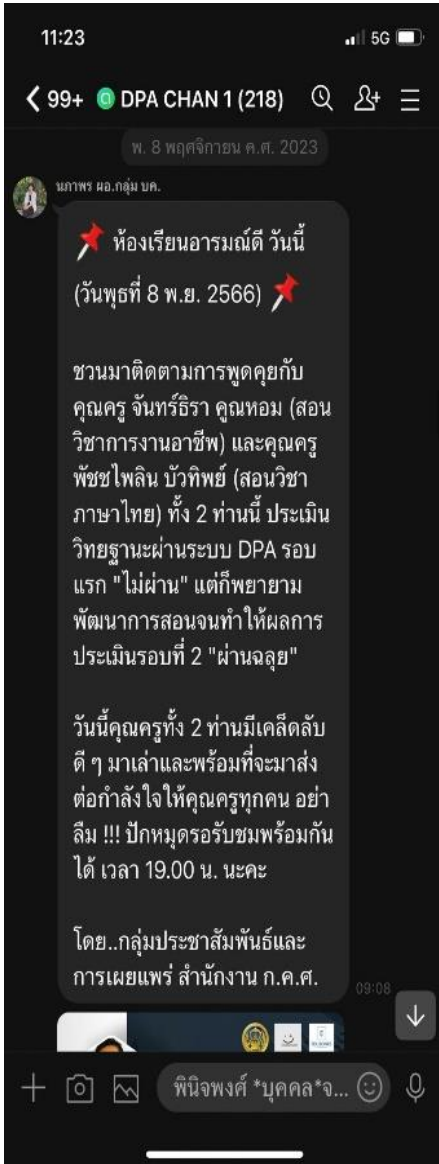 11:23
5G
99+ DPA CHAN 1 (218)
พ. 8 พฤศจิกายน ค.ศ. 2023
นภาพร ผอ.กลุ่ม บค.
📌 ห้องเรียนอารมณ์ดี วันนี้
(วันพุธที่ 8 พ.ย. 2566) 📌
ชวนมาติดตามการพูดคุยกับ
คุณครู จันทร์ธิรา คูณหอม (สอน
วิชาการงานอาชีพ) และคุณครู
พัชชไพลิน บัวทิพย์ (สอนวิชา
ภาษาไทย) ทั้ง 2 ท่านนี้ ประเมิน
วิทยฐานะผ่านระบบ DPA รอบ
แรก "ไม่ผ่าน" แต่ก็พยายาม
พัฒนาการสอนจนทำให้ผลการ
ประเมินรอบที่ 2 "ผ่านฉลุย"
วันนี้คุณครูทั้ง 2 ท่านมีเคล็ดลับ
ดี ๆ มาเล่าและพร้อมที่จะมาส่ง
ต่อกำลังใจให้คุณครูทุกคน อย่า
ลืม !!! ปักหมุดรอรับชมพร้อมกัน
ได้ เวลา 19.00 น. นะคะ
โดย..กลุ่มประชาสัมพันธ์และ
การเผยแพร่ สำนักงาน ก.ค.ศ.
09:08
พินิจพงศ์ *บุคคล*จ...